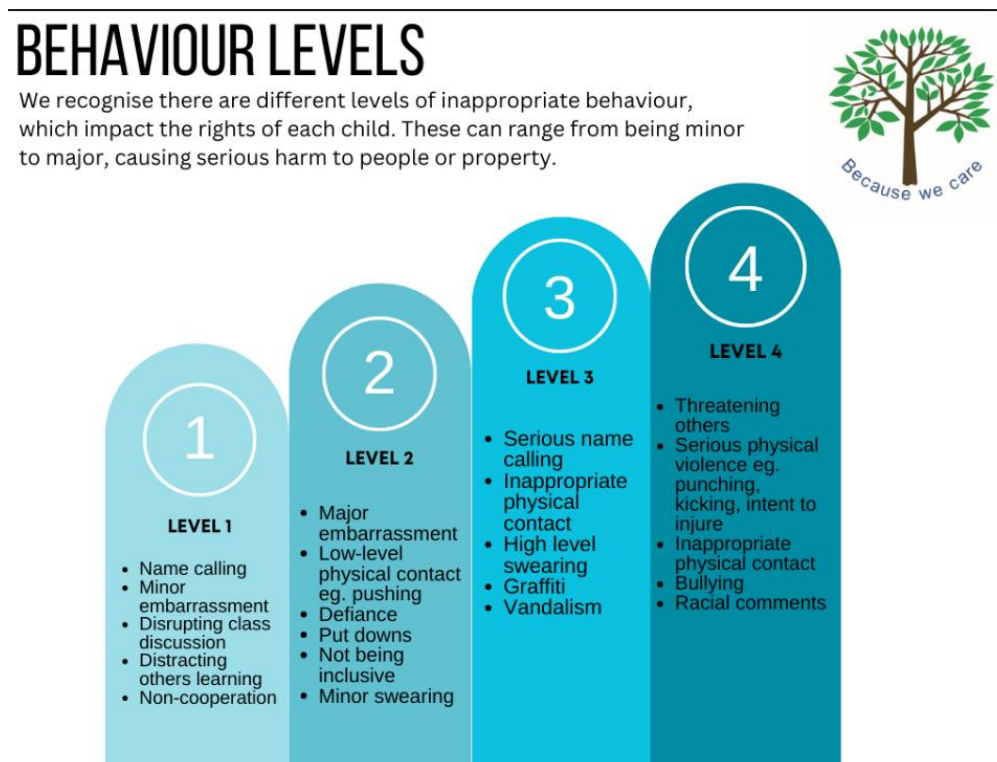 BEHAVIOUR LEVELS
We recognise there are different levels of inappropriate behaviour,
which impact the rights of each child. These can range from being minor
to major, causing serious harm to people or property.
Because we care
1
LEVEL 1
• Name calling
• Minor
embarrassment
• Disrupting class
discussion
• Distracting
others learning
• Non-cooperation
2
LEVEL 2
• Major
embarrassment
• Low-level
physical contact
eg. pushing
• Defiance
• Put downs
• Not being
inclusive
• Minor swearing
3
LEVEL 3
• Serious name
calling
• Inappropriate
physical
contact
• High level
swearing
• Graffiti
• Vandalism
4
LEVEL 4
• Threatening
others
• Serious physical
violence eg.
punching,
kicking, intent to
injure
• Inappropriate
physical contact
• Bullying
• Racial comments